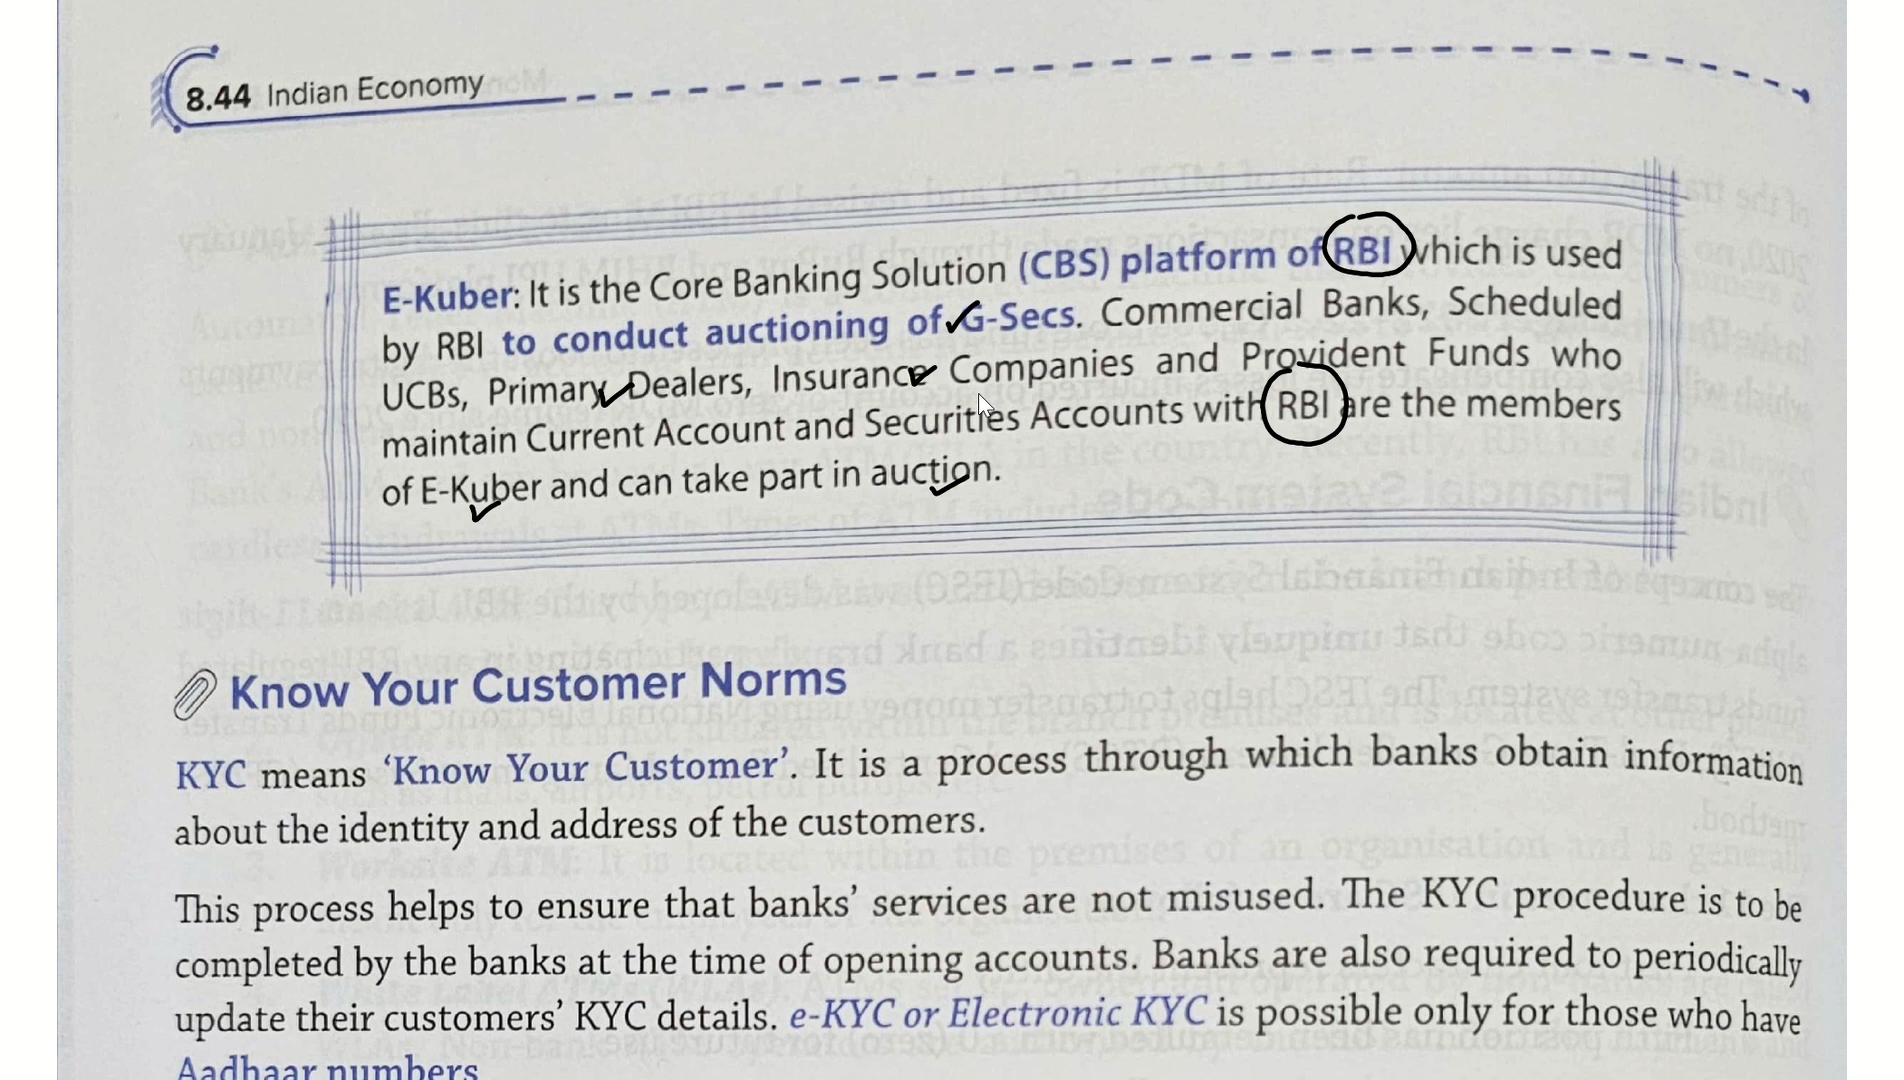 8.44 Indian Economy
E-Kuber: It is the Core Banking Solution (CBS) platform of RBI which is used
by RBI to conduct auctioning of G-Secs. Commercial Banks, Scheduled
UCBs, Primary Dealers, Insurance Companies and Provident Funds who
maintain Current Account and Securities Accounts with RBI are the members
of E-Kuber and can take part in auction.
Know Your Customer Norms
KYC means ‘Know Your Customer’. It is a process through which banks obtain information
about the identity and address of the customers.
This process helps to ensure that banks’ services are not misused. The KYC procedure is to be
completed by the banks at the time of opening accounts. Banks are also required to periodically
update their customers’ KYC details. e-KYC or Electronic KYC is possible only for those who have
Aadhaar numbers